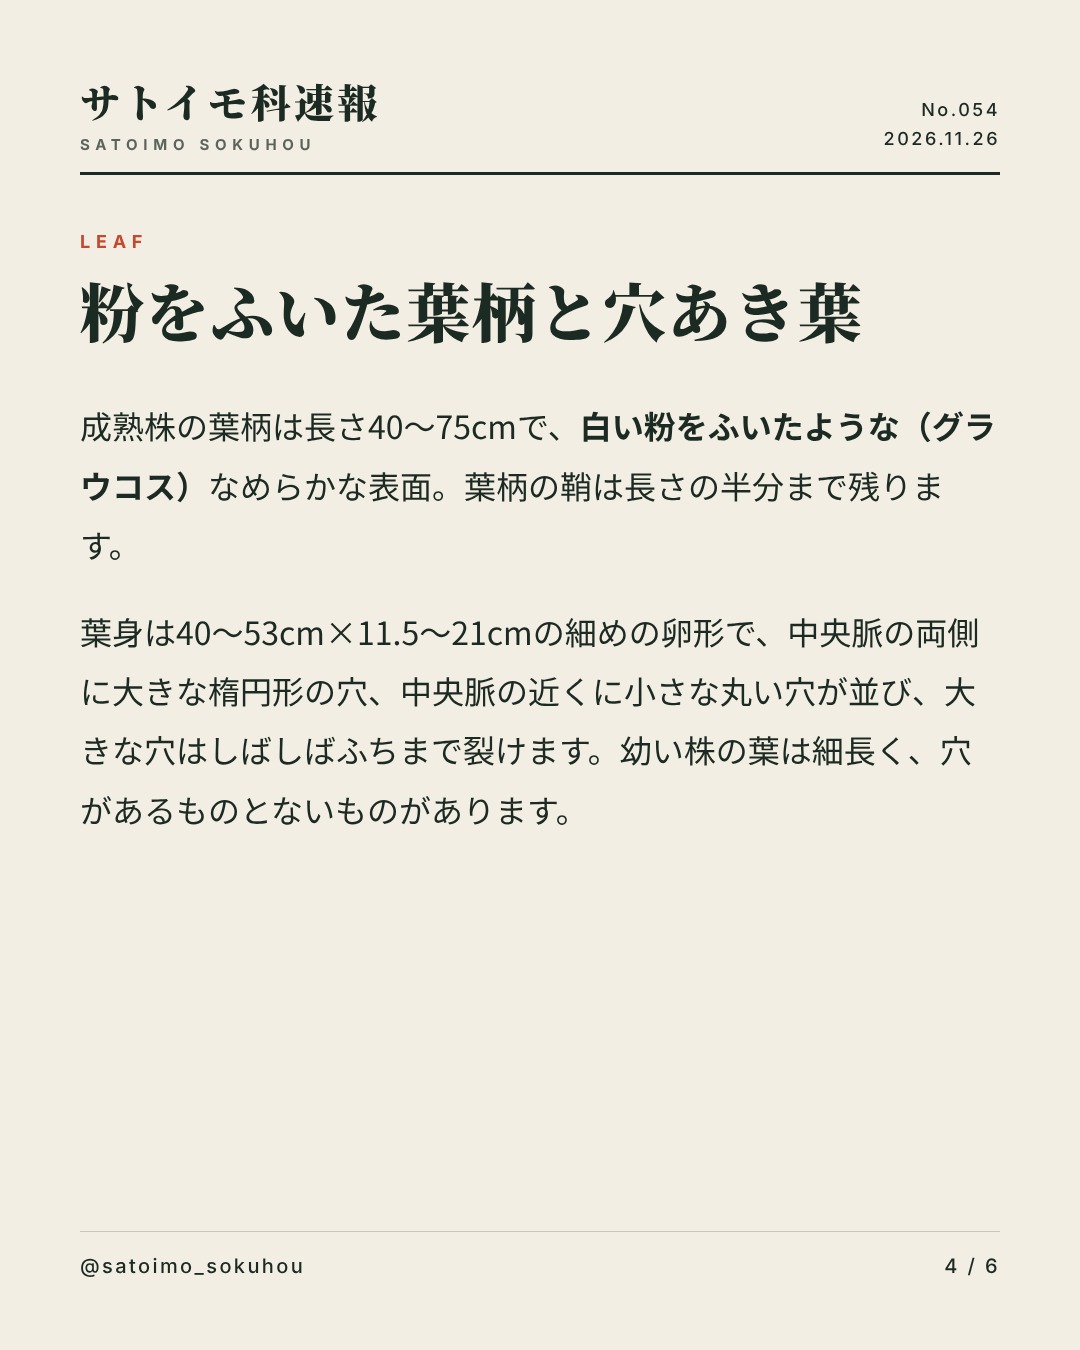 サトイモ科速報
SATOIMO SOKUHOU
No.054
2026.11.26
LEAF
粉をふいた葉柄と穴あき葉
成熟株の葉柄は長さ40〜75cmで、白い粉をふいたような（グラ
ウコス）なめらかな表面。葉柄の鞘は長さの半分まで残りま
す。
葉身は40〜53cm×11.5〜21cmの細めの卵形で、中央脈の両側
に大きな楕円形の穴、中央脈の近くに小さな丸い穴が並び、大
きな穴はしばしばふちまで裂けます。幼い株の葉は細長く、穴
があるものとないものがあります。
@satoimo_sokuhou
4 / 6